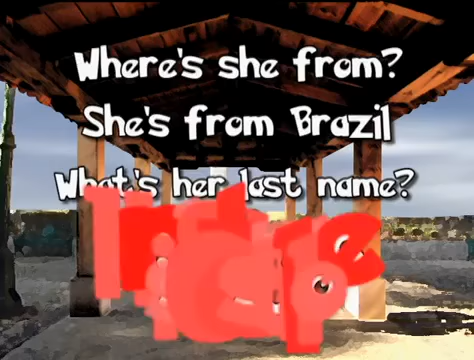 Where's she from?
She's from Brazil
What's her last name?